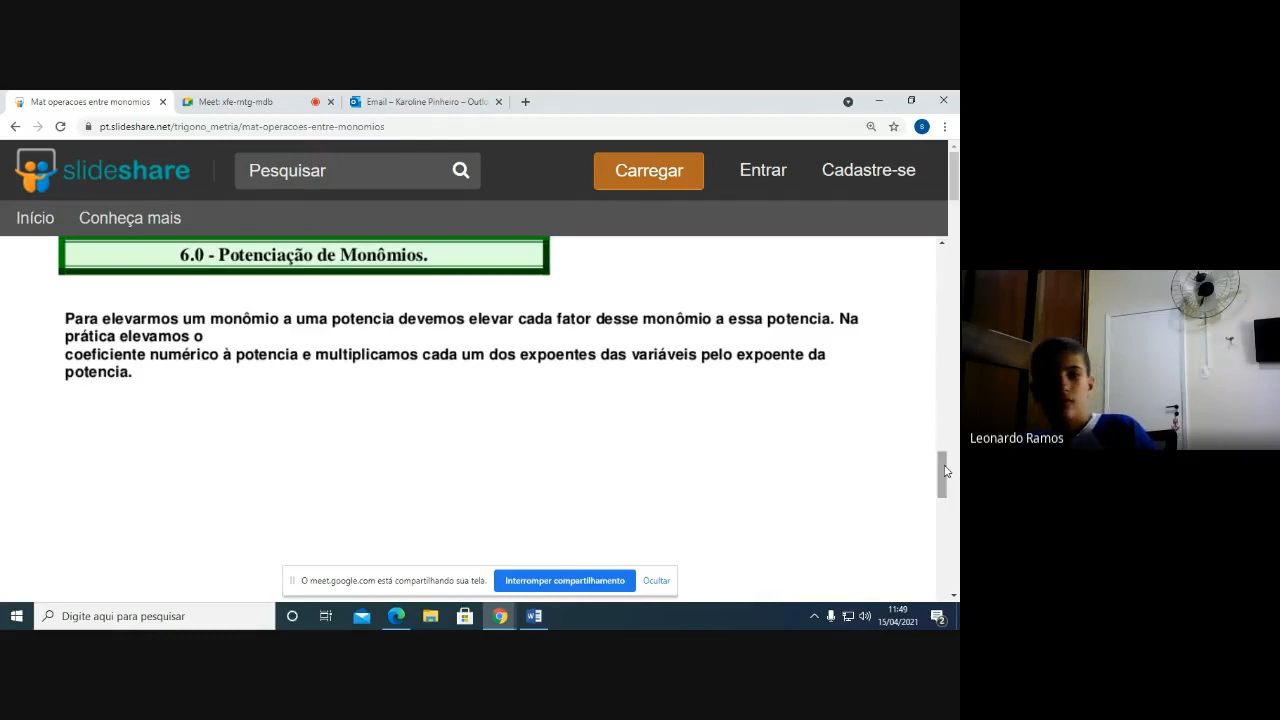 Mat operacoes entre monomios
Meet: xfe-mtg-mdb
Email – Karoline Pinheiro – Outlo
pt.slideshare.net/trigono_metria/mat-operacoes-entre-monomios
S
slideshare
Pesquisar
Carregar
Entrar
Cadastre-se
Início
Conheça mais
6.0 - Potenciação de Monômios.
Para elevarmos um monômio a uma potencia devemos elevar cada fator desse monômio a essa potencia. Na
prática elevamos o
coeficiente numérico à potencia e multiplicamos cada um dos expoentes das variáveis pelo expoente da
potencia.
Leonardo Ramos
O meet.google.com está compartilhando sua tela.
Interromper compartilhamento
Ocultar
Digite aqui para pesquisar
11:49
15/04/2021
2